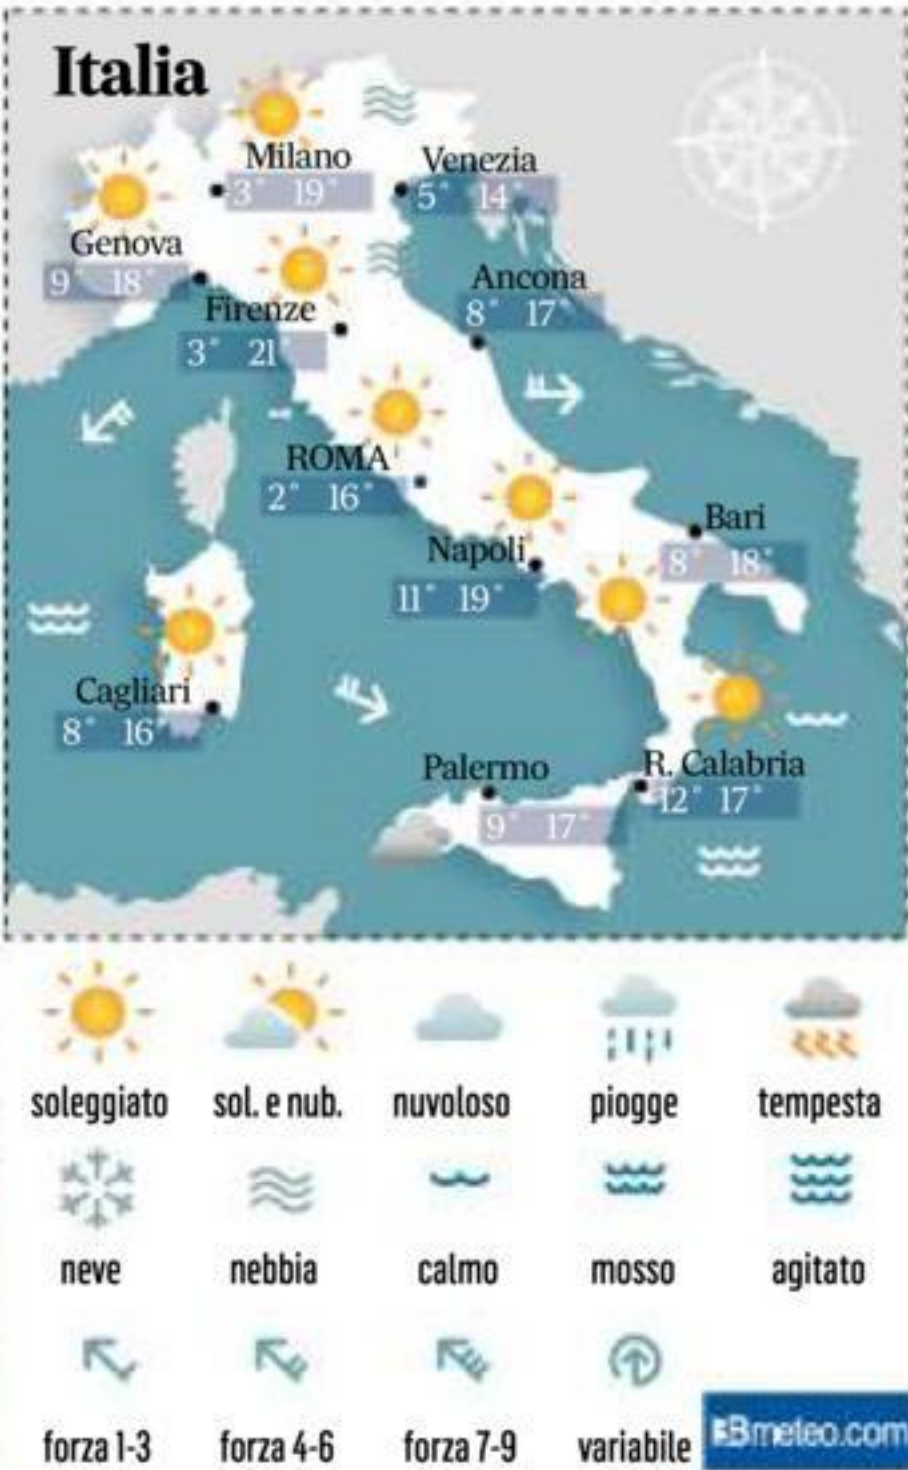 Italia
Milano
3° 19°
Venezia
5° 14°
Genova
9° 18°
Firenze
3° 21°
Ancona
8° 17°
ROMA
2° 16°
Napoli
11° 19°
Bari
8° 18°
Cagliari
8° 16°
Palermo
9° 17°
R. Calabria
12° 17°
soleggiato sol. e nub. nuvoloso piogge tempesta
neve nebbia calmo mosso agitato
forza 1-3 forza 4-6 forza 7-9 variabile
3Bmeteo.com